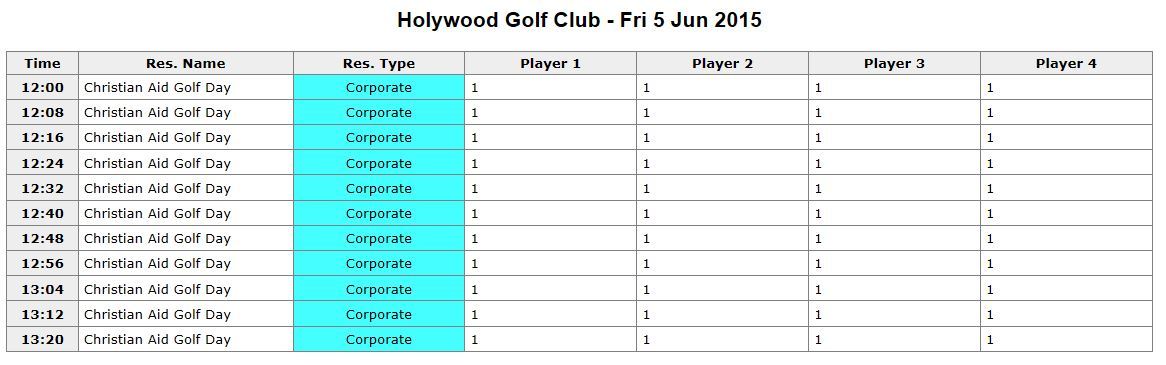 Holywood Golf Club - Fri 5 Jun 2015
Time Res. Name Res. Type Player 1 Player 2 Player 3 Player 4
12:00 Christian Aid Golf Day Corporate 1 1 1 1
12:08 Christian Aid Golf Day Corporate 1 1 1 1
12:16 Christian Aid Golf Day Corporate 1 1 1 1
12:24 Christian Aid Golf Day Corporate 1 1 1 1
12:32 Christian Aid Golf Day Corporate 1 1 1 1
12:40 Christian Aid Golf Day Corporate 1 1 1 1
12:48 Christian Aid Golf Day Corporate 1 1 1 1
12:56 Christian Aid Golf Day Corporate 1 1 1 1
13:04 Christian Aid Golf Day Corporate 1 1 1 1
13:12 Christian Aid Golf Day Corporate 1 1 1 1
13:20 Christian Aid Golf Day Corporate 1 1 1 1